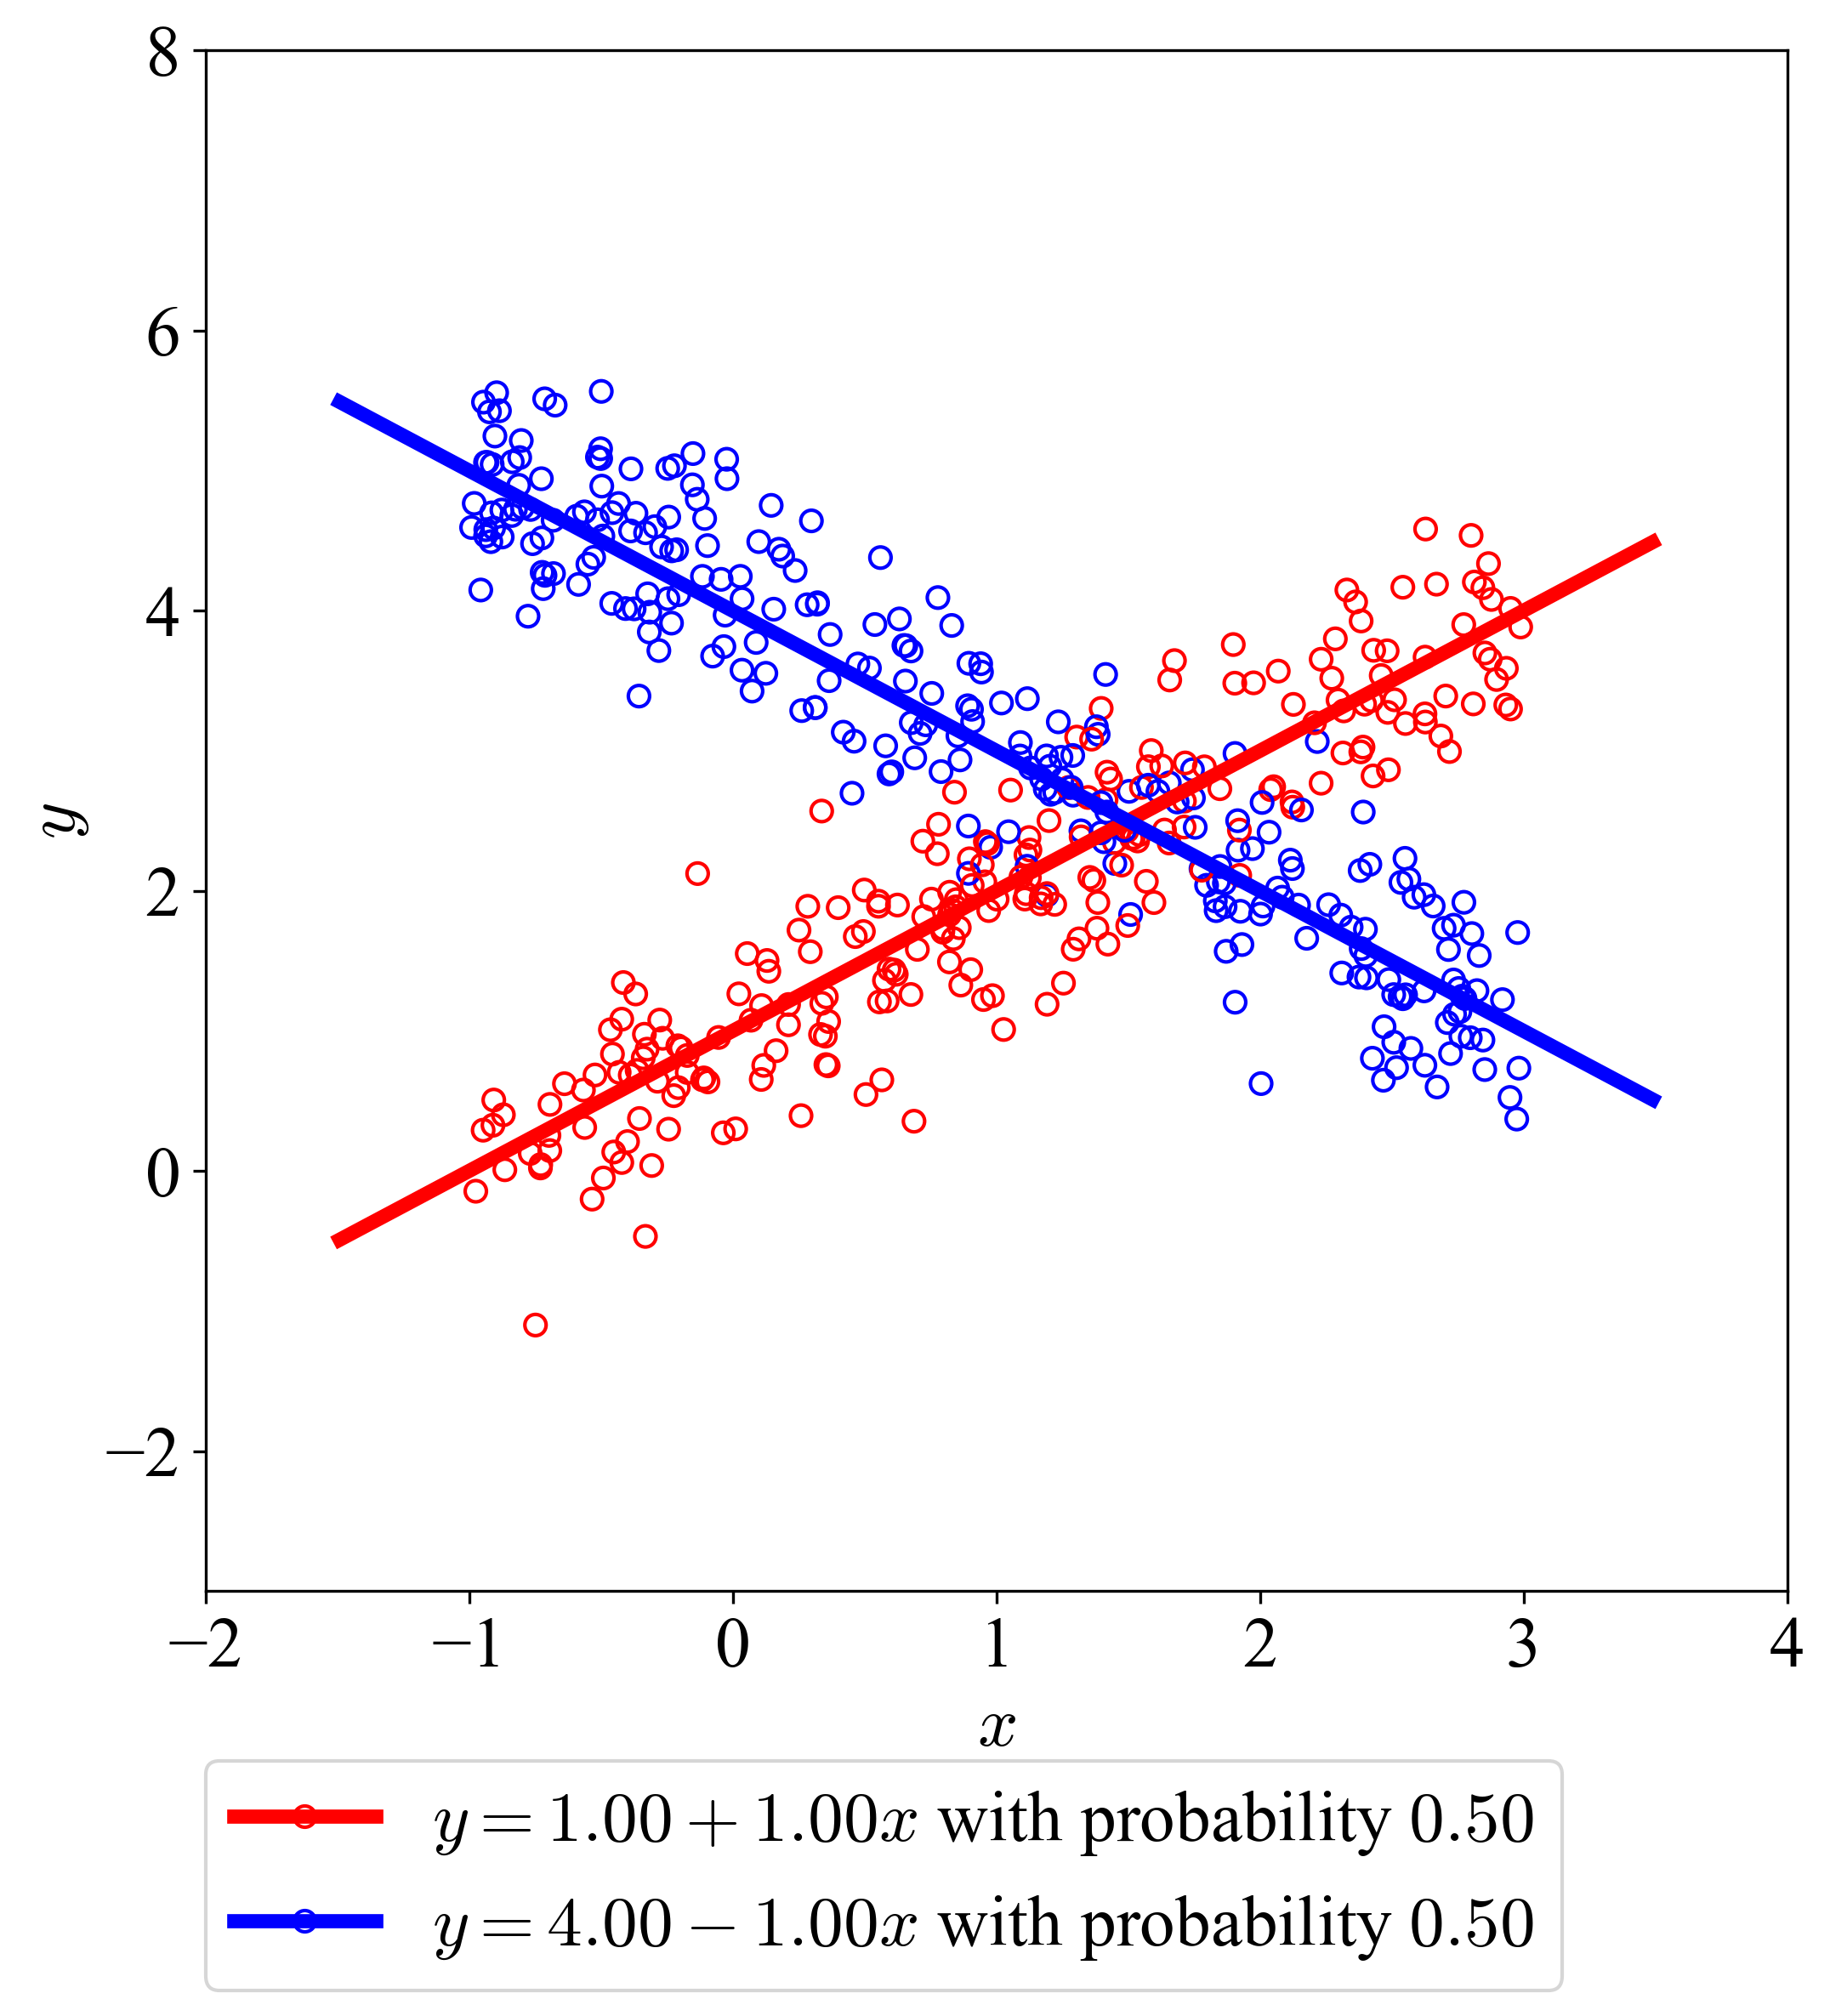 8
6
4
2
0
−2
y
−2 −1 0 1 2 3 4
x
y = 1.00 + 1.00x with probability 0.50
y = 4.00 − 1.00x with probability 0.50